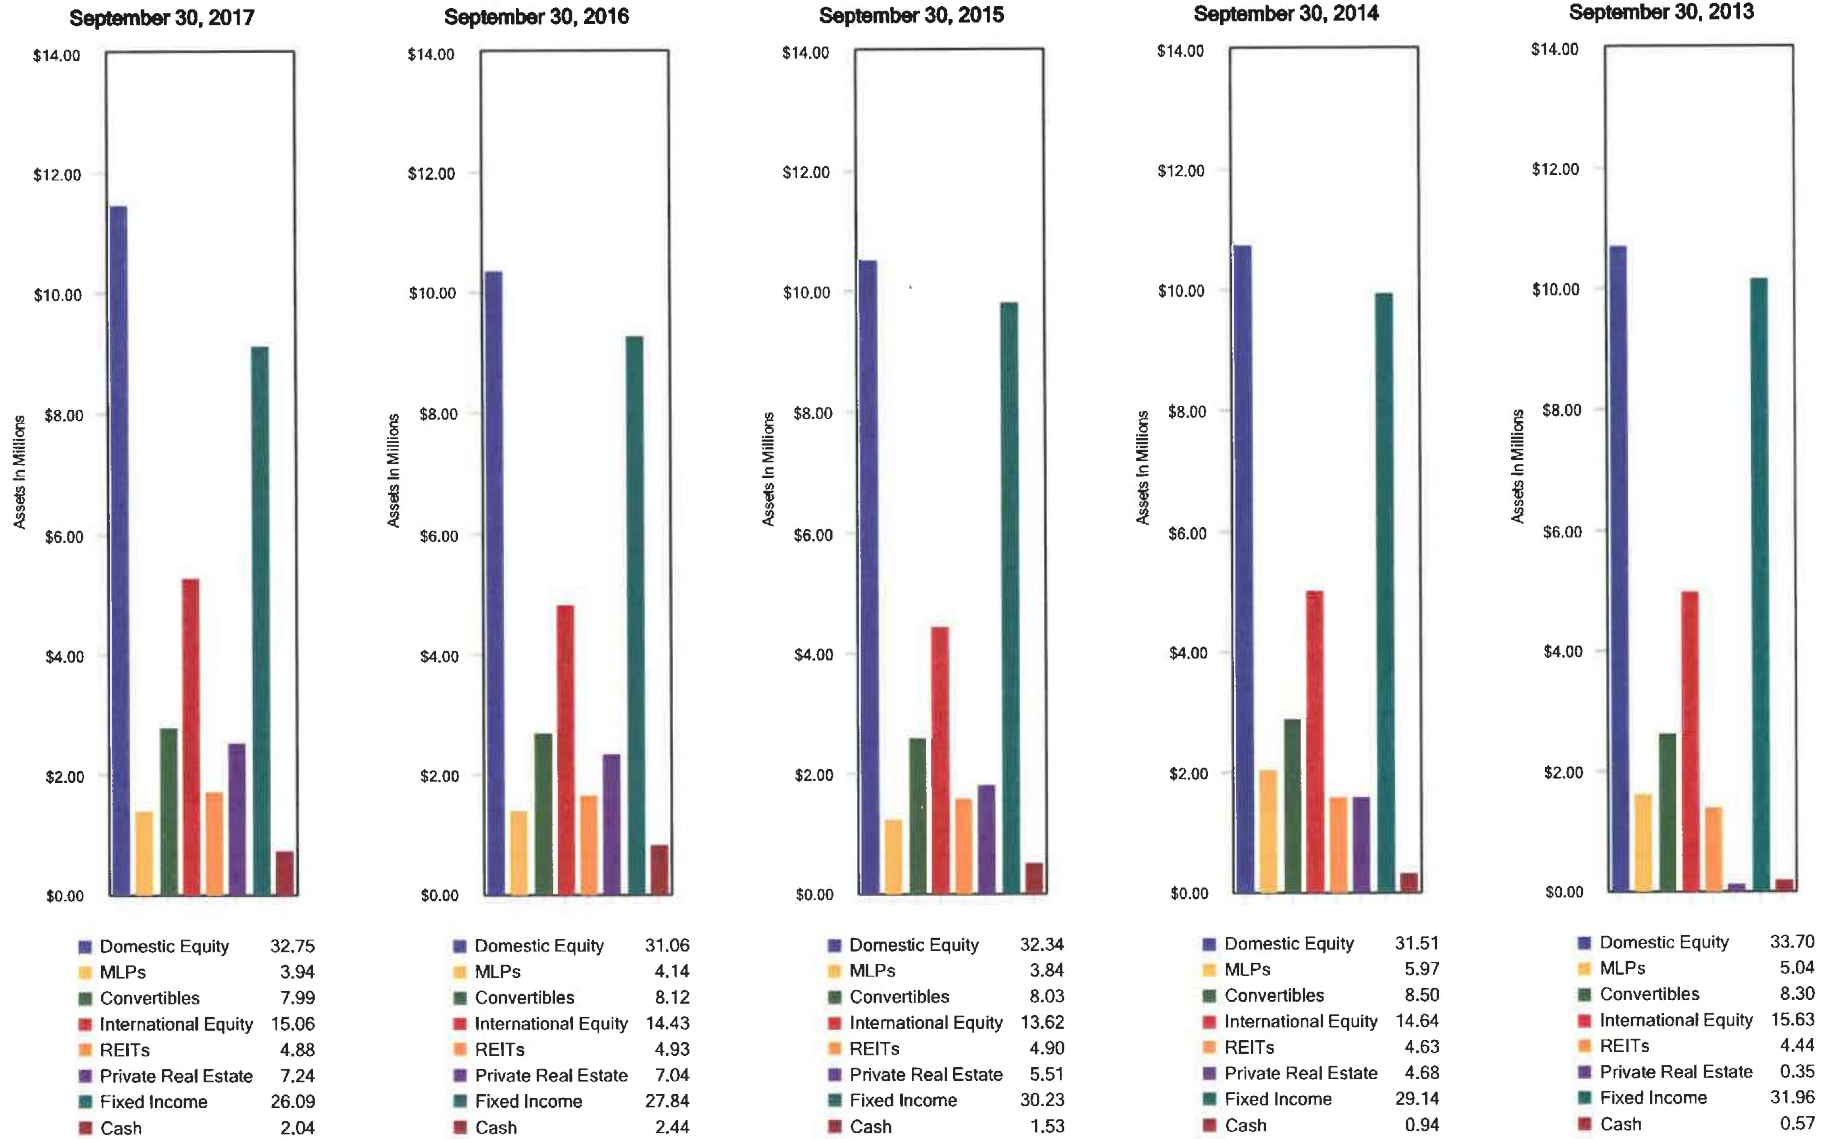 September 30, 2017
$14.00
$12.00
$10.00
$8.00
$6.00
$4.00
$2.00
$0.00
Assets In Millions
Domestic Equity 32.75
MLPs 3.94
Convertibles 7.99
International Equity 15.06
REITs 4.88
Private Real Estate 7.24
Fixed Income 26.09
Cash 2.04
September 30, 2016
$14.00
$12.00
$10.00
$8.00
$6.00
$4.00
$2.00
$0.00
Assets In Millions
Domestic Equity 31.06
MLPs 4.14
Convertibles 8.12
International Equity 14.43
REITs 4.93
Private Real Estate 7.04
Fixed Income 27.84
Cash 2.44
September 30, 2015
$14.00
$12.00
$10.00
$8.00
$6.00
$4.00
$2.00
$0.00
Assets In Millions
Domestic Equity 32.34
MLPs 3.84
Convertibles 8.03
International Equity 13.62
REITs 4.90
Private Real Estate 5.51
Fixed Income 30.23
Cash 1.53
September 30, 2014
$14.00
$12.00
$10.00
$8.00
$6.00
$4.00
$2.00
$0.00
Assets In Millions
Domestic Equity 31.51
MLPs 5.97
Convertibles 8.50
International Equity 14.64
REITs 4.63
Private Real Estate 4.68
Fixed Income 29.14
Cash 0.94
September 30, 2013
$14.00
$12.00
$10.00
$8.00
$6.00
$4.00
$2.00
$0.00
Assets In Millions
Domestic Equity 33.70
MLPs 5.04
Convertibles 8.30
International Equity 15.63
REITs 4.44
Private Real Estate 0.35
Fixed Income 31.96
Cash 0.57